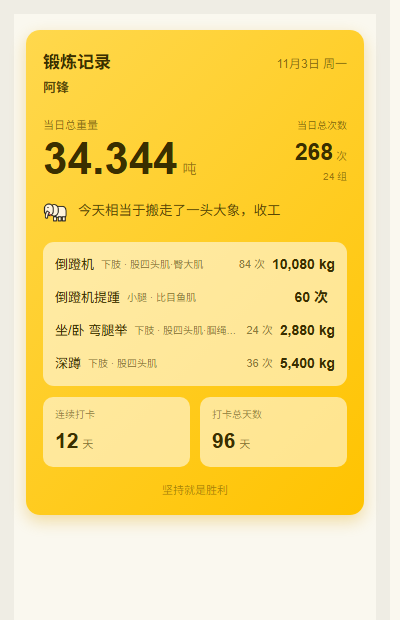 锻炼记录 11月3日 周一
阿锋
当日总重量 当日总次数
34.344 吨 268 次
24 组
今天相当于搬走了一头大象，收工
倒蹬机 下肢 · 股四头肌·臀大肌 84 次 10,080 kg
倒蹬机提踵 小腿 · 比目鱼肌 60 次
坐/卧 弯腿举 下肢 · 股四头肌·腘绳... 24 次 2,880 kg
深蹲 下肢 · 股四头肌 36 次 5,400 kg
连续打卡 打卡总天数
12 天 96 天
坚持就是胜利